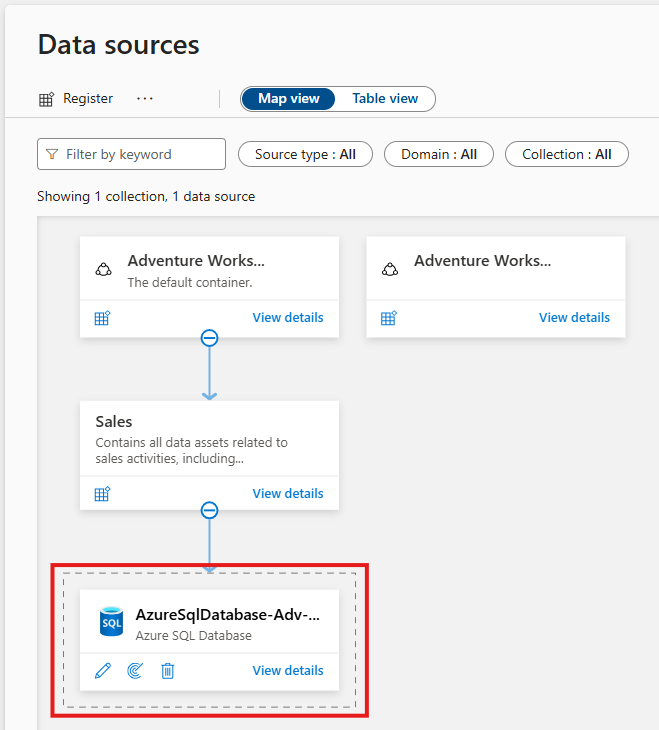 Data sources
Register ... Map view Table view
Filter by keyword Source type : All Domain : All Collection : All
Showing 1 collection, 1 data source
Adventure Works...
The default container.
View details
Adventure Works...
View details
Sales
Contains all data assets related to
sales activities, including...
View details
SQL
AzureSqlDatabase-Adv-...
Azure SQL Database
View details